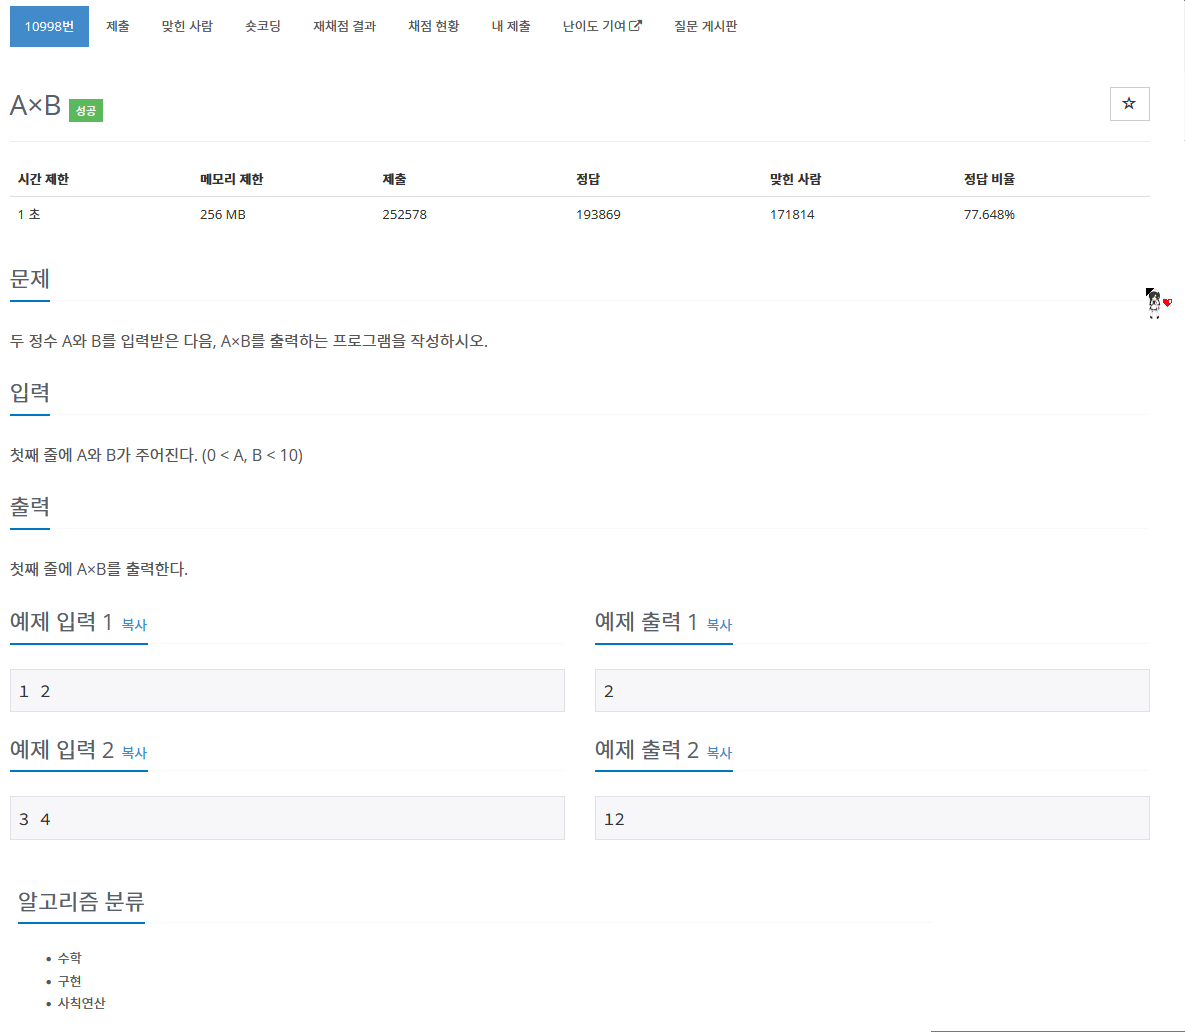 10998번 제출 맞힌 사람 숏코딩 재채점 결과 채점 현황 내 제출 난이도 기여 질문 게시판
A×B 성공
시간 제한 메모리 제한 제출 정답 맞힌 사람 정답 비율
1 초 256 MB 252578 193869 171814 77.648%
문제
두 정수 A와 B를 입력받은 다음, A×B를 출력하는 프로그램을 작성하시오.
입력
첫째 줄에 A와 B가 주어진다. (0 < A, B < 10)
출력
첫째 줄에 A×B를 출력한다.
예제 입력 1 복사 예제 출력 1 복사
1 2 2
예제 입력 2 복사 예제 출력 2 복사
3 4 12
알고리즘 분류
• 수학
• 구현
• 사칙연산